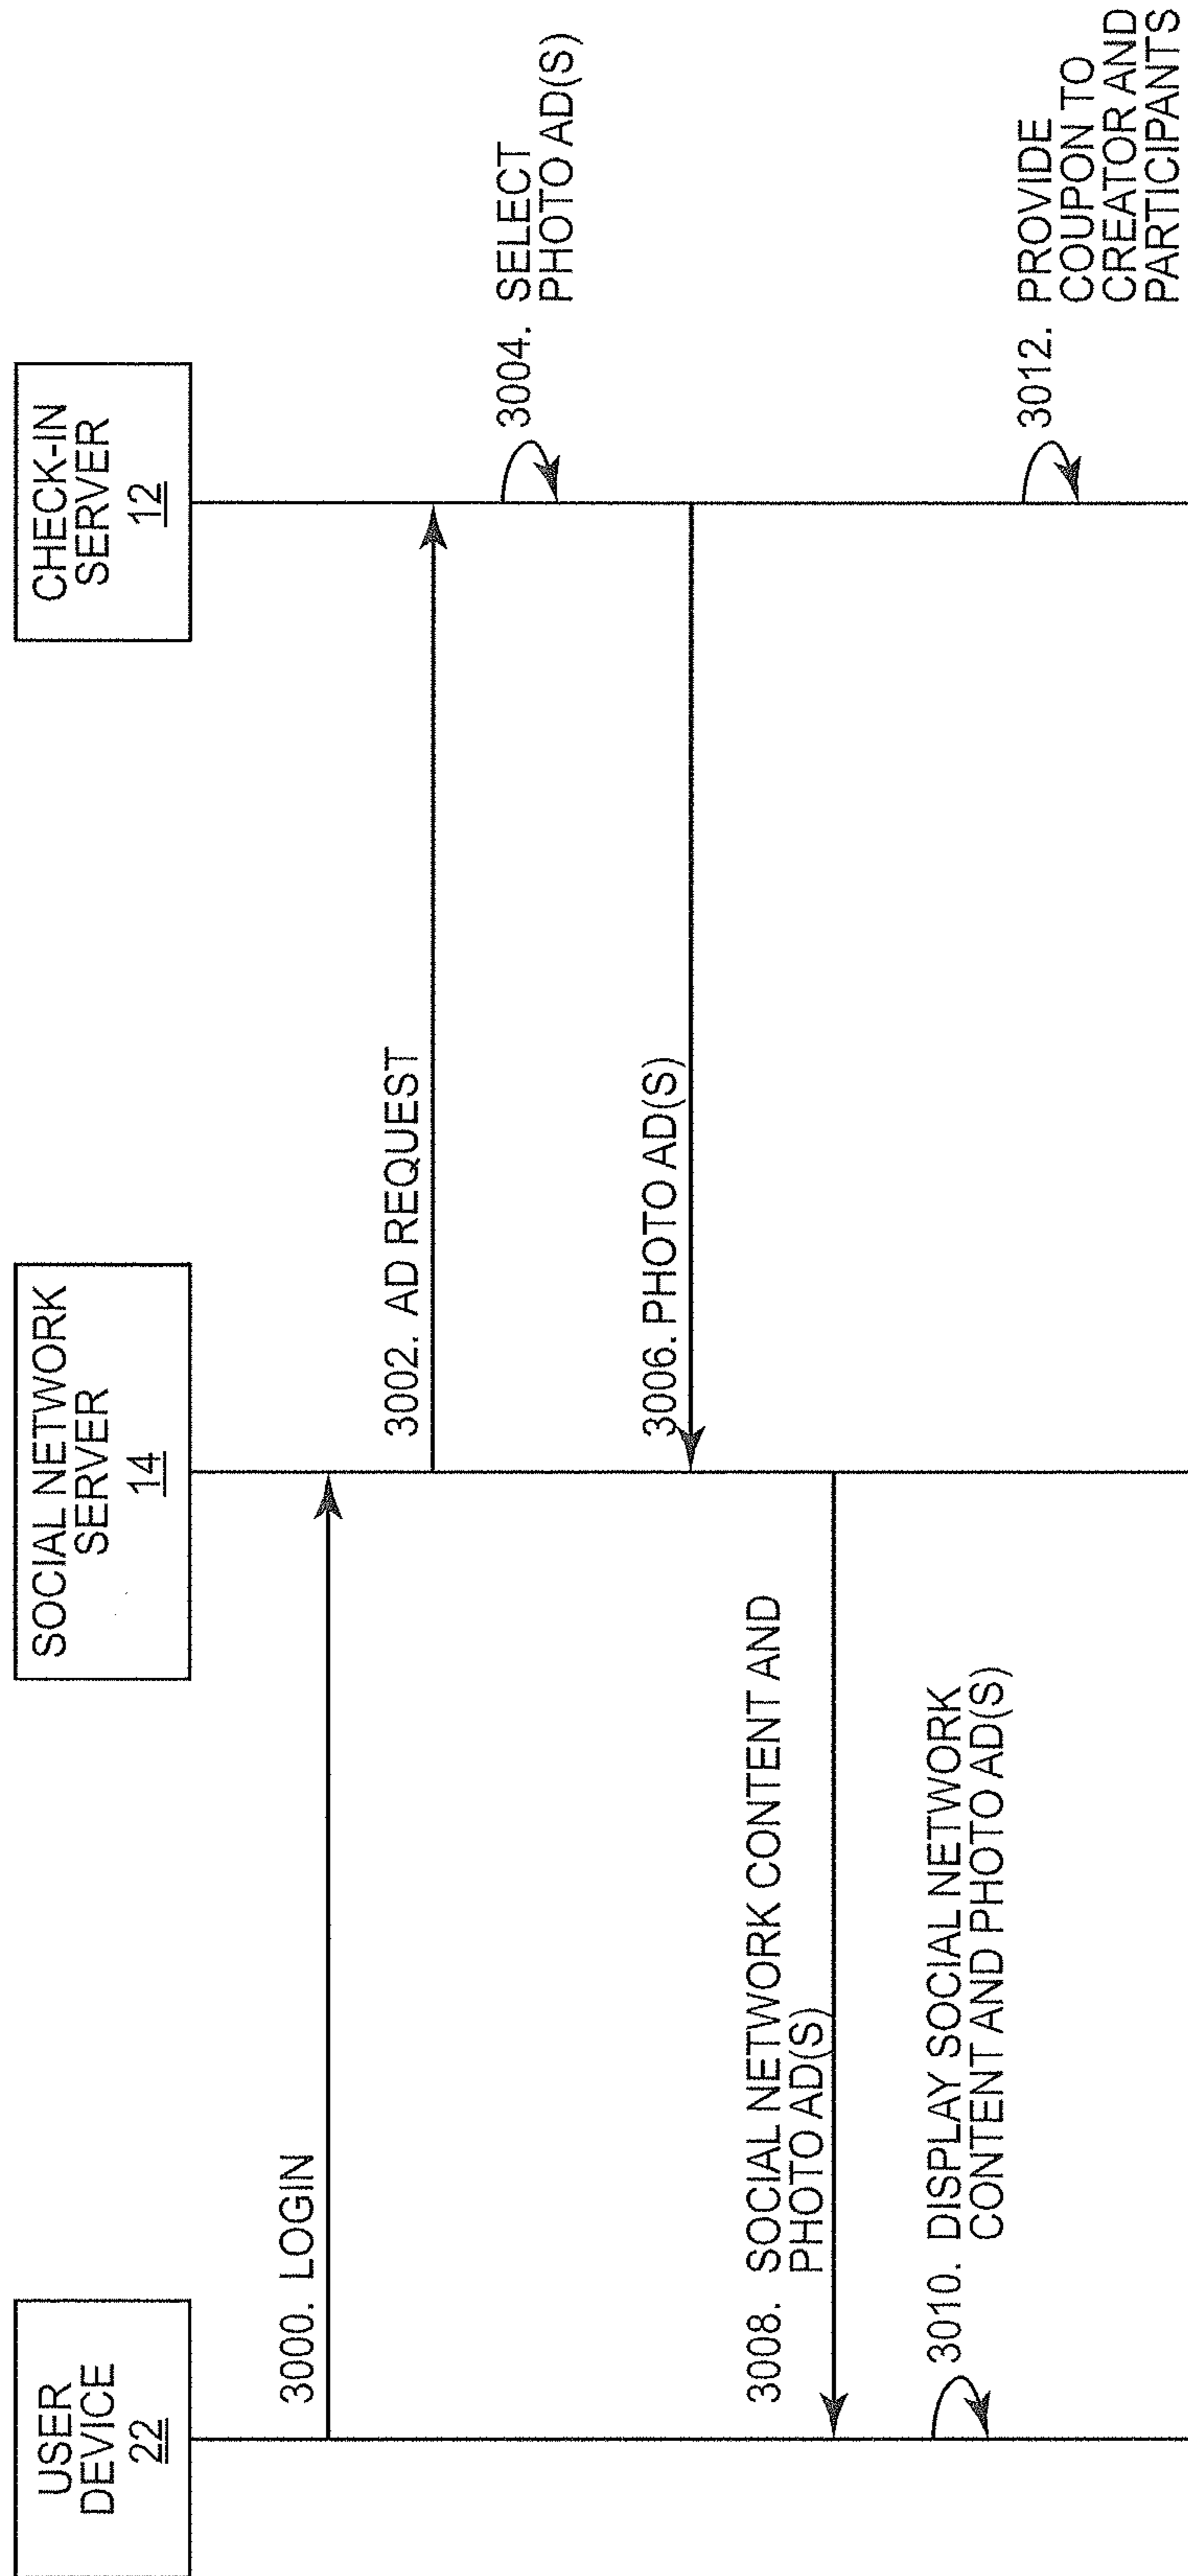 USER
DEVICE
22
SOCIAL NETWORK
SERVER
14
CHECK-IN
SERVER
12
3000. LOGIN
3002. AD REQUEST
3004. SELECT
PHOTO AD(S)
3006. PHOTO AD(S)
3008. SOCIAL NETWORK CONTENT AND
PHOTO AD(S)
3010. DISPLAY SOCIAL NETWORK
CONTENT AND PHOTO AD(S)
3012. PROVIDE
COUPON TO
CREATOR AND
PARTICIPANTS